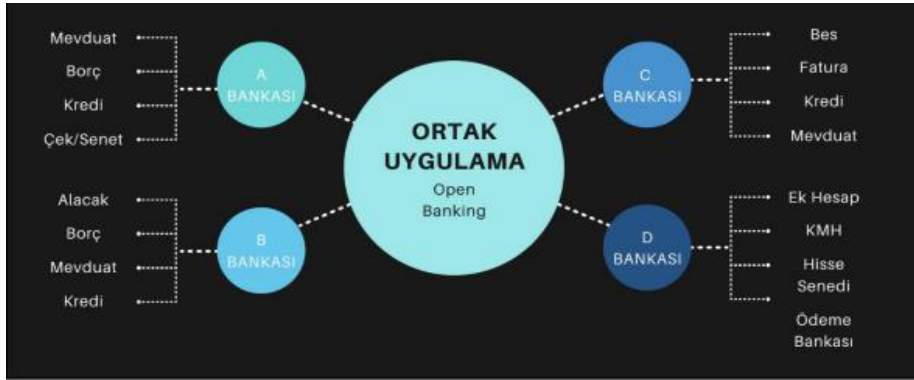 Mevduat
Borç
Kredi
Çek/Senet
A
BANKASI
Alacak
Borç
Mevduat
Kredi
B
BANKASI
ORTAK
UYGULAMA
Open
Banking
C
BANKASI
Bes
Fatura
Kredi
Mevduat
D
BANKASI
Ek Hesap
KMH
Hisse
Senedi
Ödeme
Bankası